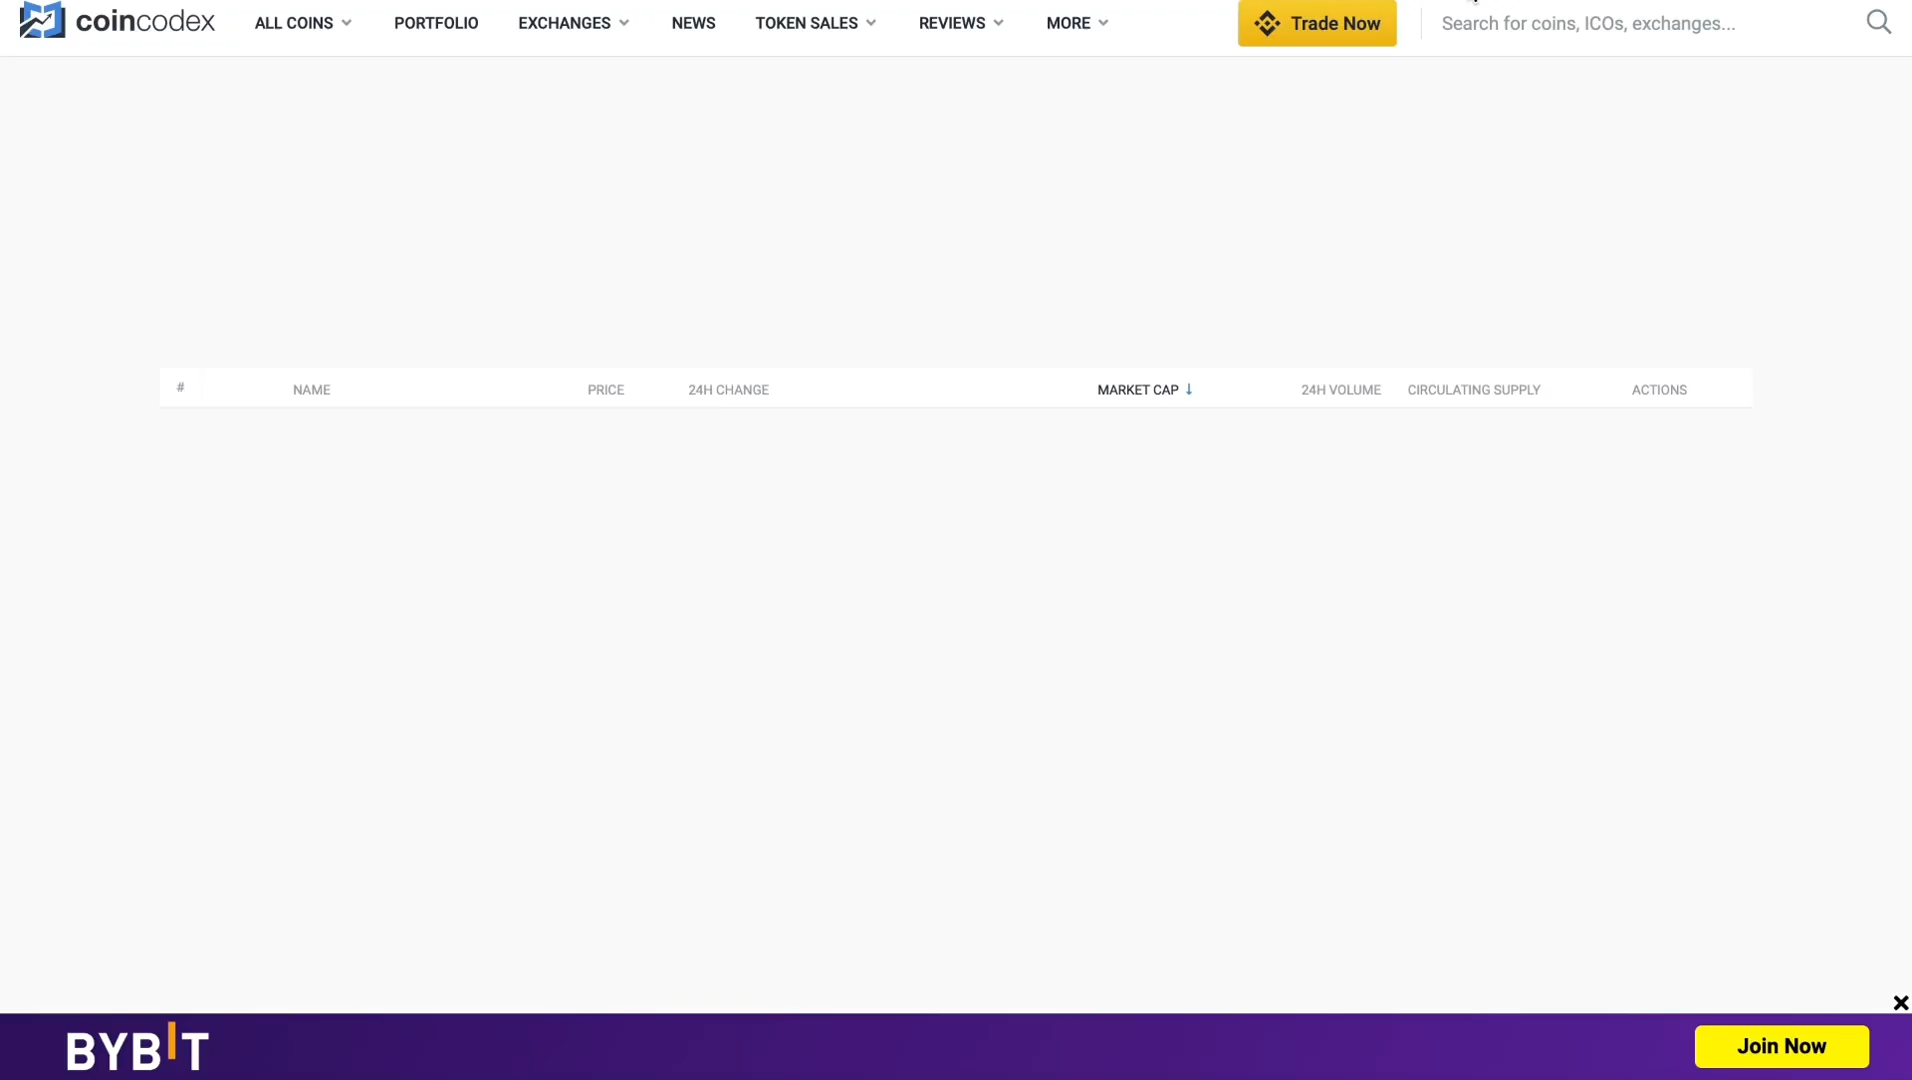 coincodex ALL COINS PORTFOLIO EXCHANGES NEWS TOKEN SALES REVIEWS MORE Trade Now Search for coins, ICOs, exchanges...
# NAME PRICE 24H CHANGE MARKET CAP ↓ 24H VOLUME CIRCULATING SUPPLY ACTIONS
BYBIT Join Now